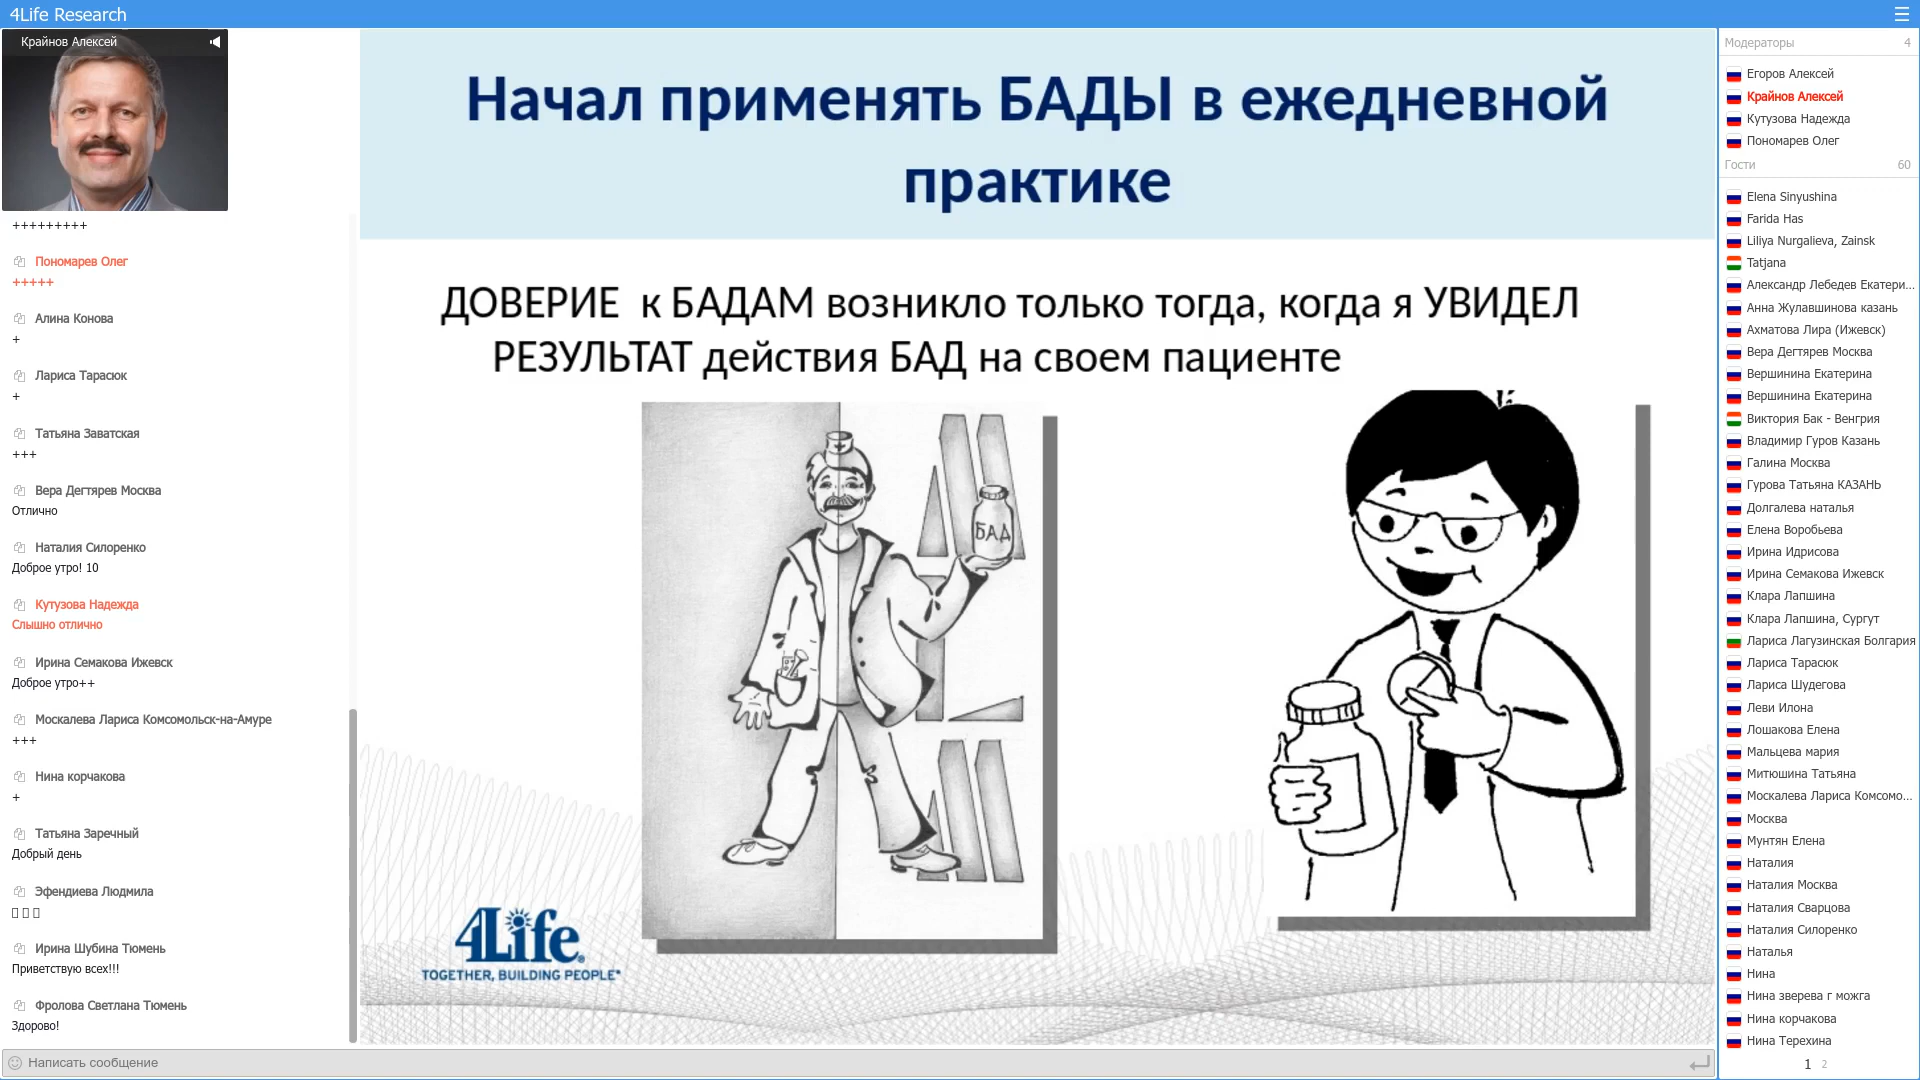 4Life Research
Крайнов Алексей
+++++++++
Пономарев Олег
+++++
Алина Конова
+
Лариса Тарасюк
+
Татьяна Заватская
+++
Вера Дегтярев Москва
Отлично
Наталия Силоренко
Доброе утро! 10
Кутузова Надежда
Слышно отлично
Ирина Семакова Ижевск
Доброе утро++
Москалева Лариса Комсомольск-на-Амуре
+++
Нина корчакова
+
Татьяна Заречный
Добрый день
Эфендиева Людмила
Ирина Шубина Тюмень
Приветствую всех!!!
Фролова Светлана Тюмень
Здорово!
Написать сообщение
Начал применять БАДЫ в ежедневной
практике
ДОВЕРИЕ к БАДАМ возникло только тогда, когда я УВИДЕЛ
РЕЗУЛЬТАТ действия БАД на своем пациенте
БАД
4Life®
TOGETHER, BUILDING PEOPLE™
Модераторы 4
Егоров Алексей
Крайнов Алексей
Кутузова Надежда
Пономарев Олег
Гости 60
Elena Sinyushina
Farida Has
Liliya Nurgalieva, Zainsk
Tatjana
Александр Лебедев Екатери...
Анна Жулавшинова казань
Ахматова Лира (Ижевск)
Вера Дегтярев Москва
Вершинина Екатерина
Вершинина Екатерина
Виктория Бак - Венгрия
Владимир Гуров Казань
Галина Москва
Гурова Татьяна КАЗАНЬ
Долгалева наталья
Елена Воробьева
Ирина Идрисова
Ирина Семакова Ижевск
Клара Лапшина
Клара Лапшина, Сургут
Лариса Лагузинская Болгария
Лариса Тарасюк
Лариса Шудегова
Леви Илона
Лошакова Елена
Мальцева мария
Митюшина Татьяна
Москалева Лариса Комсомо...
Москва
Мунтян Елена
Наталия
Наталия Москва
Наталия Сварцова
Наталия Силоренко
Наталья
Нина
Нина зверева г можга
Нина корчакова
Нина Терехина
1 2